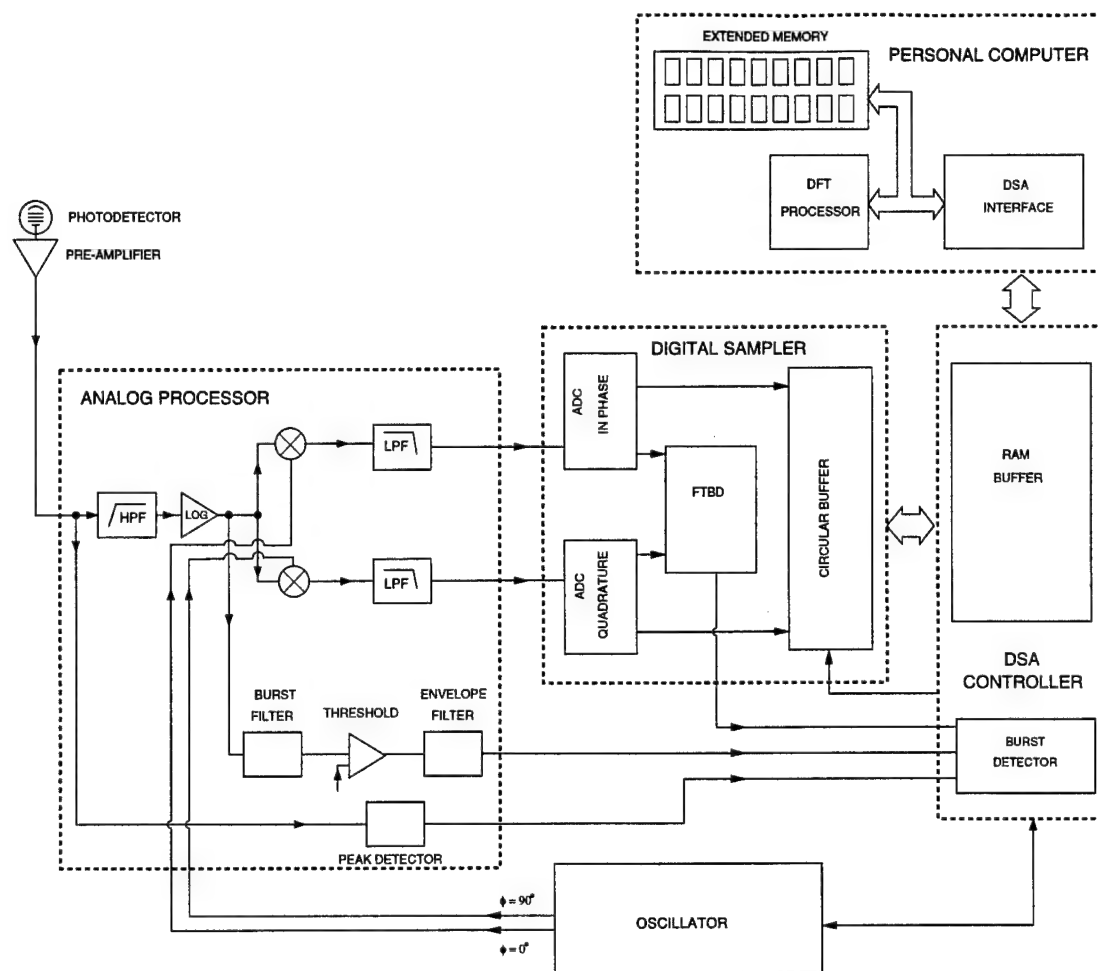 EXTENDED MEMORY
PERSONAL COMPUTER
DFT
PROCESSOR
DSA
INTERFACE
PHOTODETECTOR
PRE-AMPLIFIER
DIGITAL SAMPLER
ANALOG PROCESSOR
ADC
IN PHASE
LPF
HPF
LOG
FTBD
CIRCULAR BUFFER
RAM
BUFFER
LPF
ADC
QUADRATURE
DSA
CONTROLLER
BURST
FILTER
THRESHOLD
ENVELOPE
FILTER
BURST
DETECTOR
PEAK DETECTOR
ϕ = 90°
OSCILLATOR
ϕ = 0°